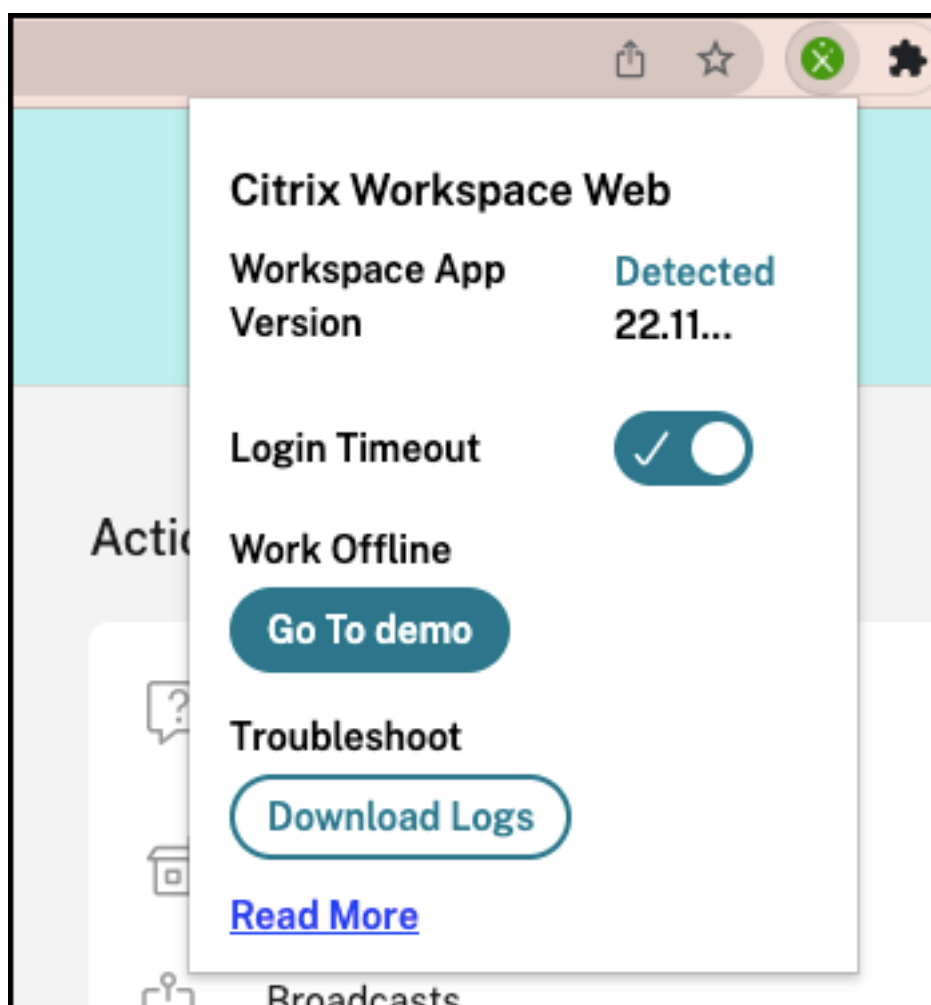 Citrix Workspace Web
Workspace App Detected
Version 22.11...
Login Timeout
Work Offline
Go To demo
Troubleshoot
Download Logs
Read More
Broadcasts